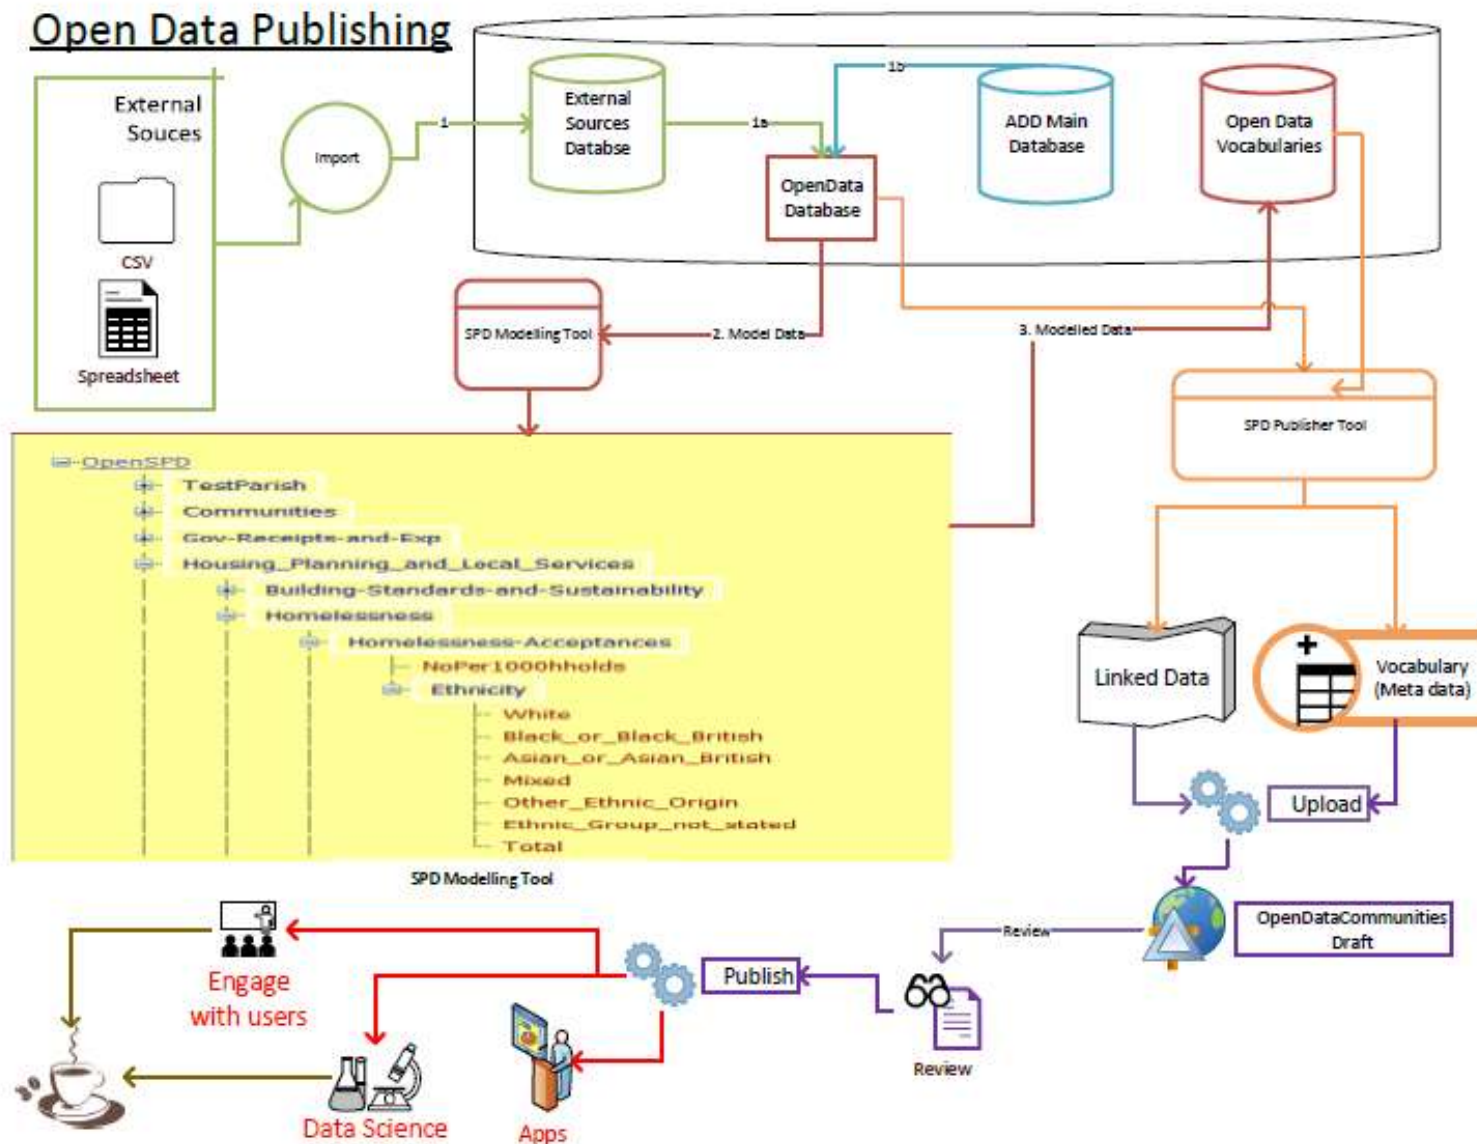 Open Data Publishing
External
Souces
CSV
Spreadsheet
Import
1
External
Sources
Databse
1a
1b
OpenData
Database
ADD Main
Database
Open Data
Vocabularies
SPD Modelling Tool
2. Model Data
3. Modelled Data
SPD Publisher Tool
OpenSPD
TestParish
Communities
Gov-Receipts-and-Exp
Housing_Planning_and_Local_Services
Building-Standards-and-Sustainability
Homelessness
Homelessness-Acceptances
NoPer1000hholds
Ethnicity
White
Black_or_Black_British
Asian_or_Asian_British
Mixed
Other_Ethnic_Origin
Ethnic_Group_not_stated
Total
SPD Modelling Tool
Linked Data
Vocabulary
(Meta data)
Upload
OpenDataCommunities
Draft
Review
Review
Publish
Engage
with users
Data Science
Apps